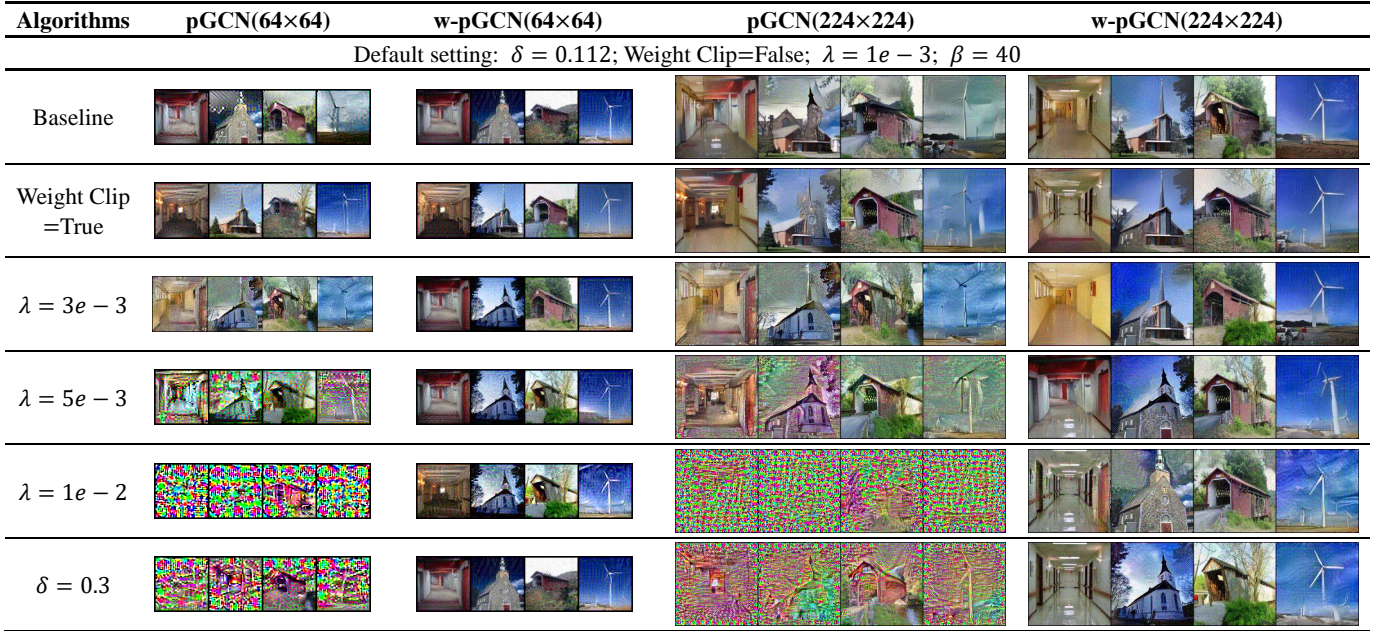 Algorithms pGCN(64×64) w-pGCN(64×64) pGCN(224×224) w-pGCN(224×224)
Default setting: δ = 0.112; Weight Clip=False; λ = 1e − 3; β = 40
Baseline
Weight Clip
=True
λ = 3e − 3
λ = 5e − 3
λ = 1e − 2
δ = 0.3